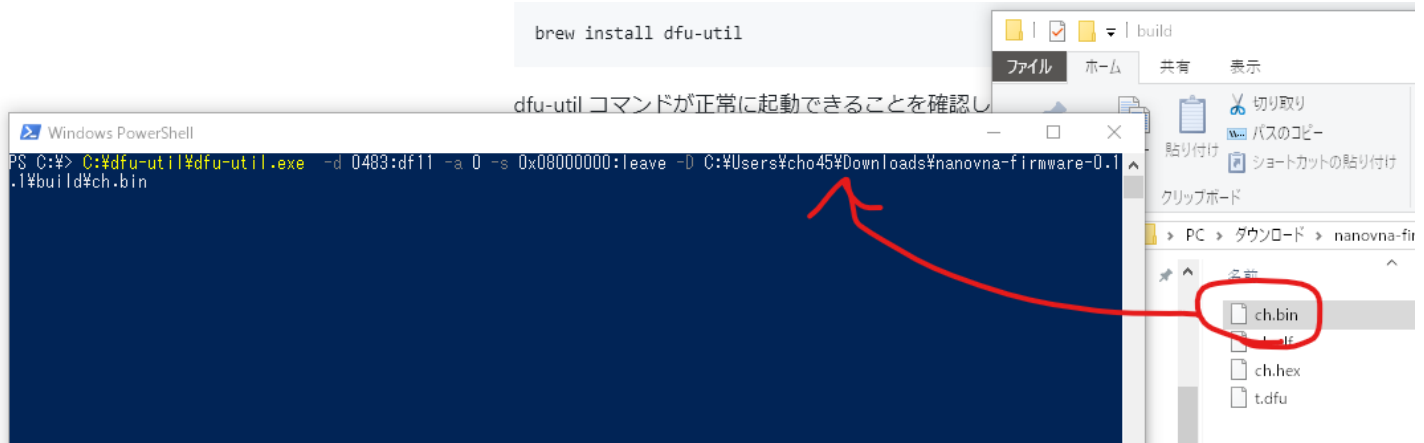 brew install dfu-util
dfu-util コマンドが正常に起動できることを確認し
Windows PowerShell
PS C:¥> C:¥dfu-util¥dfu-util.exe -d 0483:df11 -a 0 -s 0x08000000:leave -D C:¥Users¥cho45¥Downloads¥nanovna-firmware-0.1
.1¥build¥ch.bin
build
ファイル ホーム 共有 表示
切り取り
パスのコピー
貼り付け
ショートカットの貼り付け
クリップボード
> PC > ダウンロード > nanovna-fir
名前
ch.bin
ch.hex
t.dfu